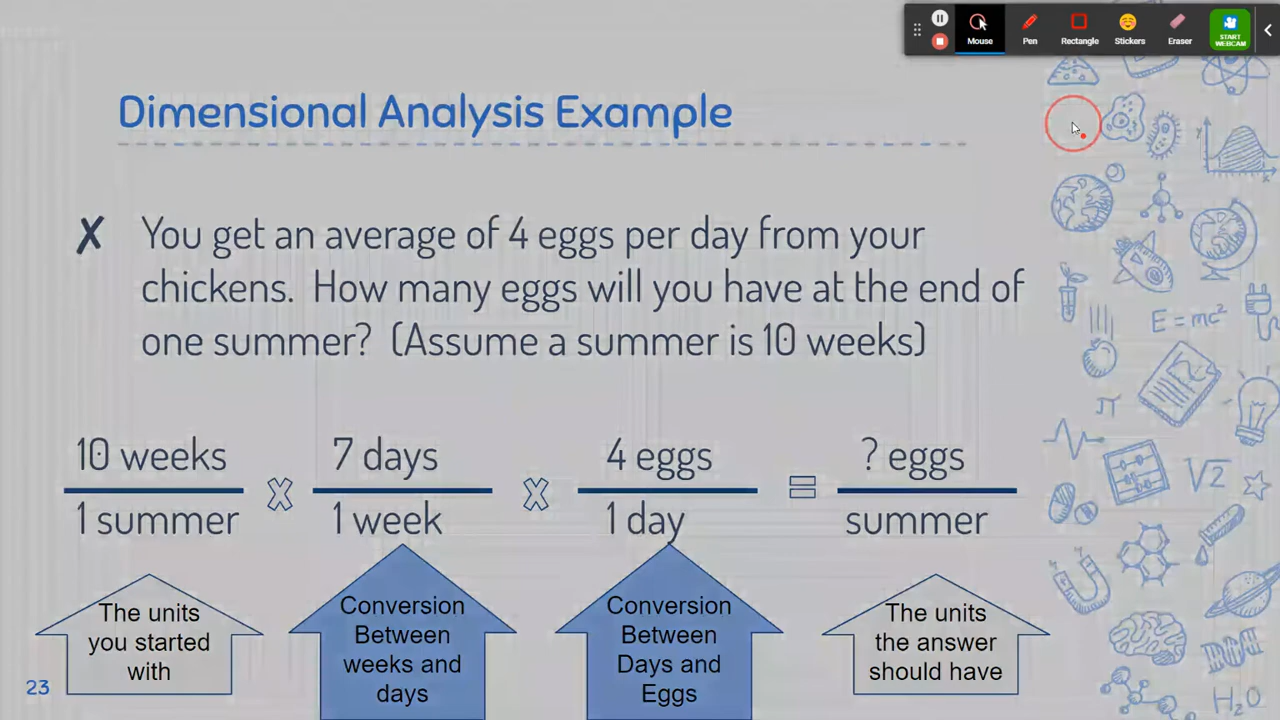 Mouse Pen Rectangle Stickers Eraser START
WEBCAM
Dimensional Analysis Example
✗ You get an average of 4 eggs per day from your
chickens. How many eggs will you have at the end of
one summer? (Assume a summer is 10 weeks)
E=mc²
π
√2
10 weeks 7 days 4 eggs ? eggs
X X =
1 summer 1 week 1 day summer
The units
you started
with
Conversion
Between
weeks and
days
Conversion
Between
Days and
Eggs
The units
the answer
should have
23
H₂O